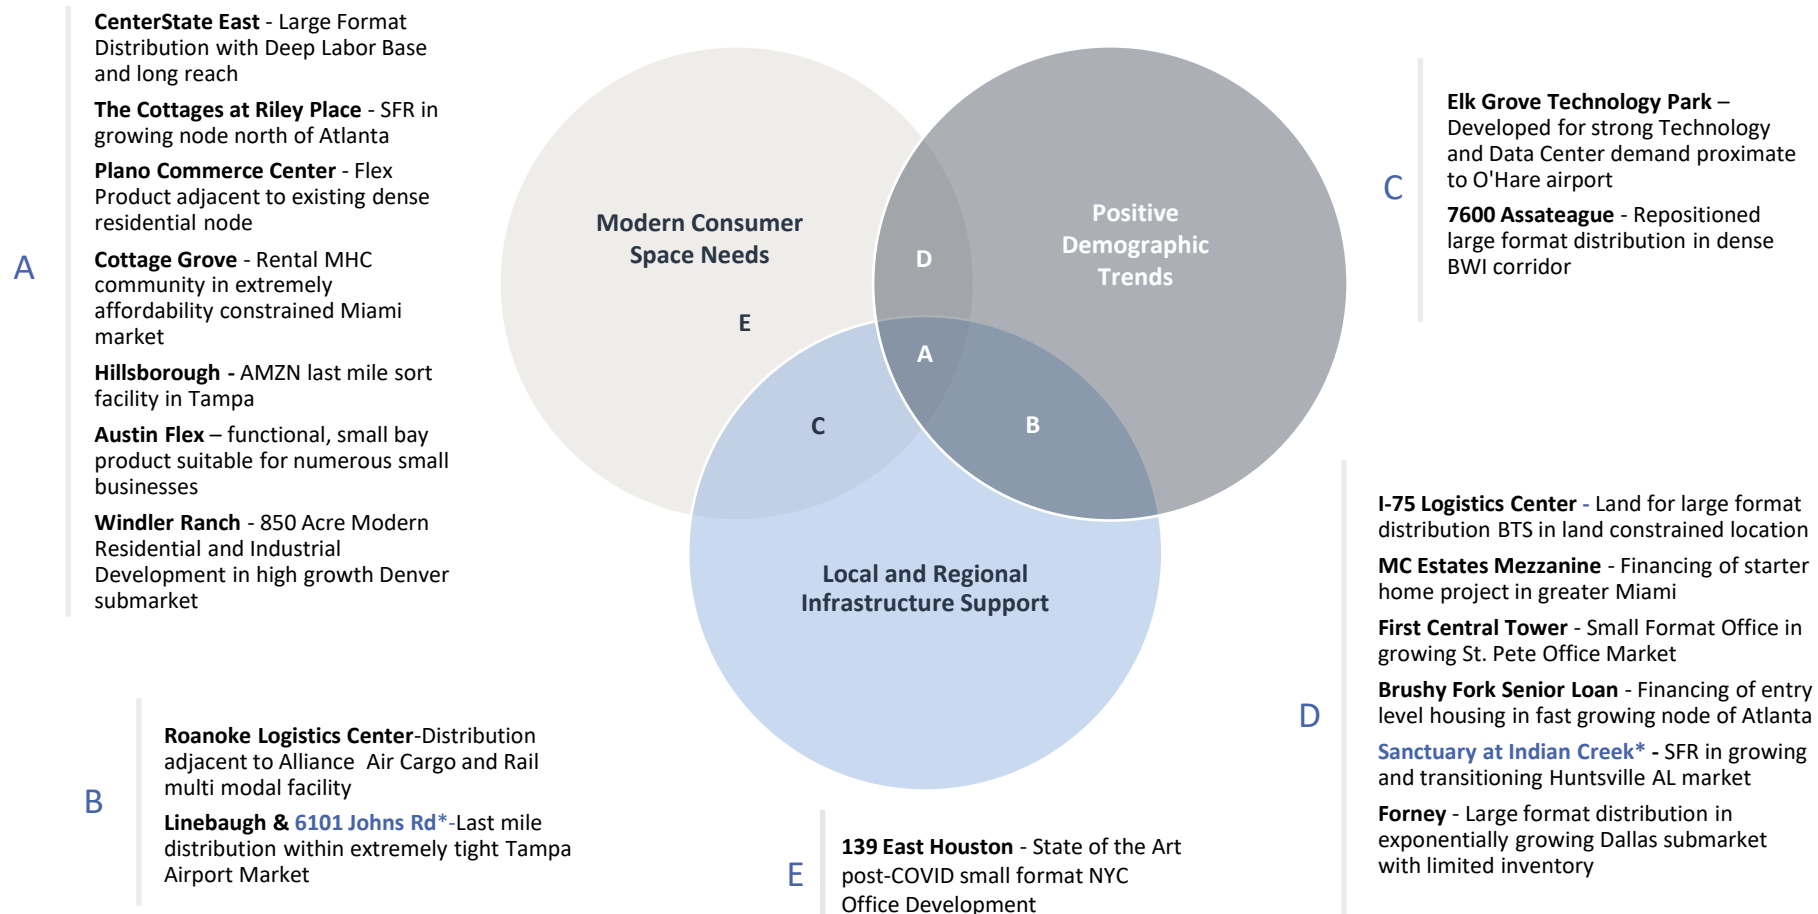 A
CenterState East - Large Format
Distribution with Deep Labor Base
and long reach
The Cottages at Riley Place - SFR in
growing node north of Atlanta
Plano Commerce Center - Flex
Product adjacent to existing dense
residential node
Cottage Grove - Rental MHC
community in extremely
affordability constrained Miami
market
Hillsborough - AMZN last mile sort
facility in Tampa
Austin Flex – functional, small bay
product suitable for numerous small
businesses
Windler Ranch - 850 Acre Modern
Residential and Industrial
Development in high growth Denver
submarket
Modern Consumer
Space Needs
E
D
Positive
Demographic
Trends
A
C
B
Local and Regional
Infrastructure Support
C
Elk Grove Technology Park –
Developed for strong Technology
and Data Center demand proximate
to O'Hare airport
7600 Assateague - Repositioned
large format distribution in dense
BWI corridor
B
Roanoke Logistics Center-Distribution
adjacent to Alliance Air Cargo and Rail
multi modal facility
Linebaugh & 6101 Johns Rd*-Last mile
distribution within extremely tight Tampa
Airport Market
E
139 East Houston - State of the Art
post-COVID small format NYC
Office Development
D
I-75 Logistics Center - Land for large format
distribution BTS in land constrained location
MC Estates Mezzanine - Financing of starter
home project in greater Miami
First Central Tower - Small Format Office in
growing St. Pete Office Market
Brushy Fork Senior Loan - Financing of entry
level housing in fast growing node of Atlanta
Sanctuary at Indian Creek* - SFR in growing
and transitioning Huntsville AL market
Forney - Large format distribution in
exponentially growing Dallas submarket
with limited inventory